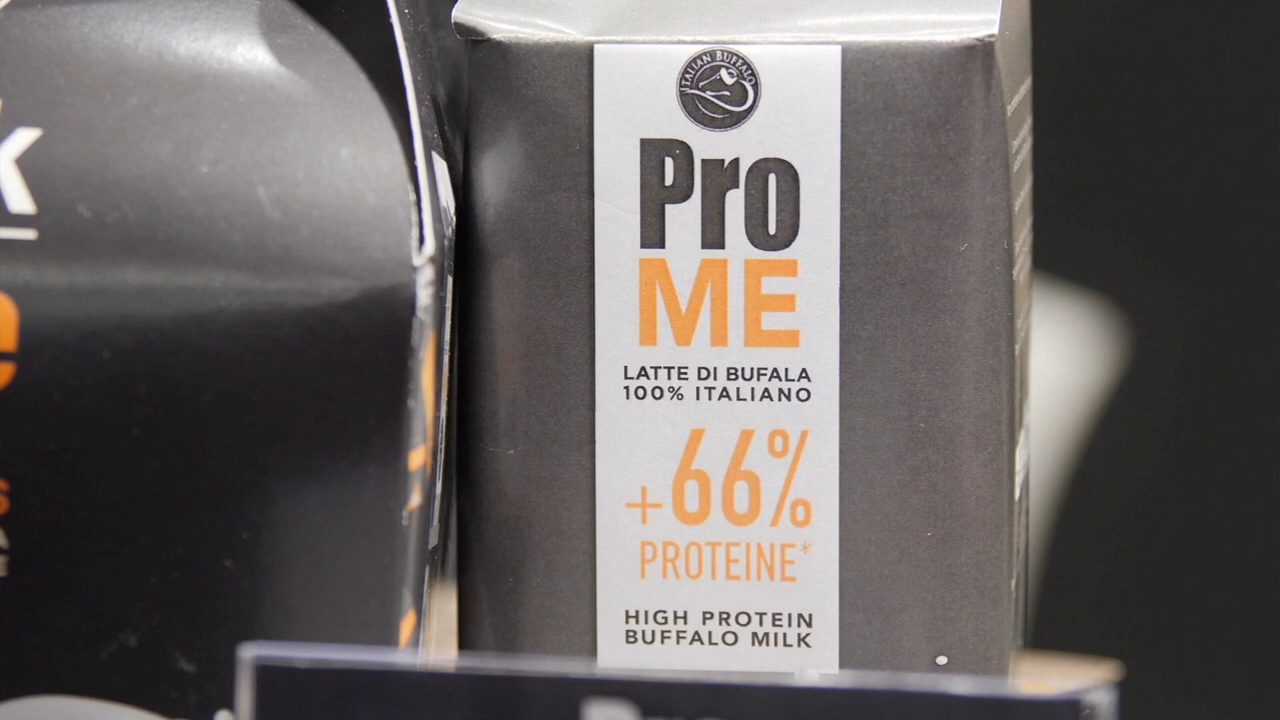 ITALIAN BUFFALO
Pro
ME
LATTE DI BUFALA
100% ITALIANO
+66%
PROTEINE*
HIGH PROTEIN
BUFFALO MILK